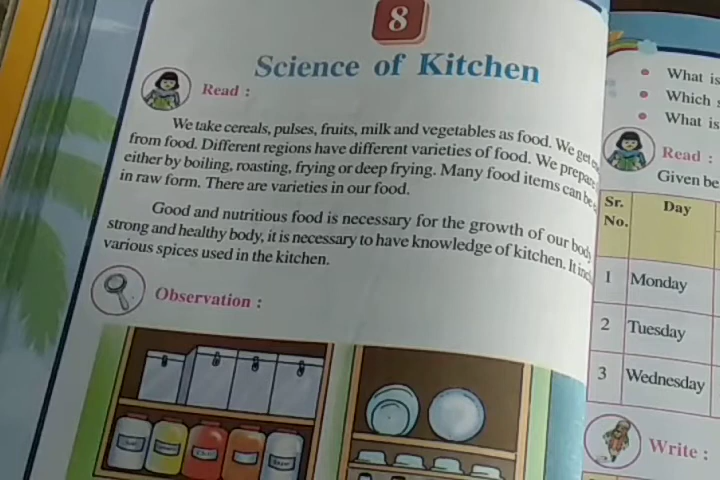 8
Science of Kitchen
Read :
We take cereals, pulses, fruits, milk and vegetables as food. We get
from food. Different regions have different varieties of food. We prepare
either by boiling, roasting, frying or deep frying. Many food items can be
in raw form. There are varieties in our food.
Good and nutritious food is necessary for the growth of our body
strong and healthy body, it is necessary to have knowledge of kitchen. It
various spices used in the kitchen.
Observation :
What is
Which
What is
Read :
Given be
Sr. No. Day
1 Monday
2 Tuesday
3 Wednesday
Write :